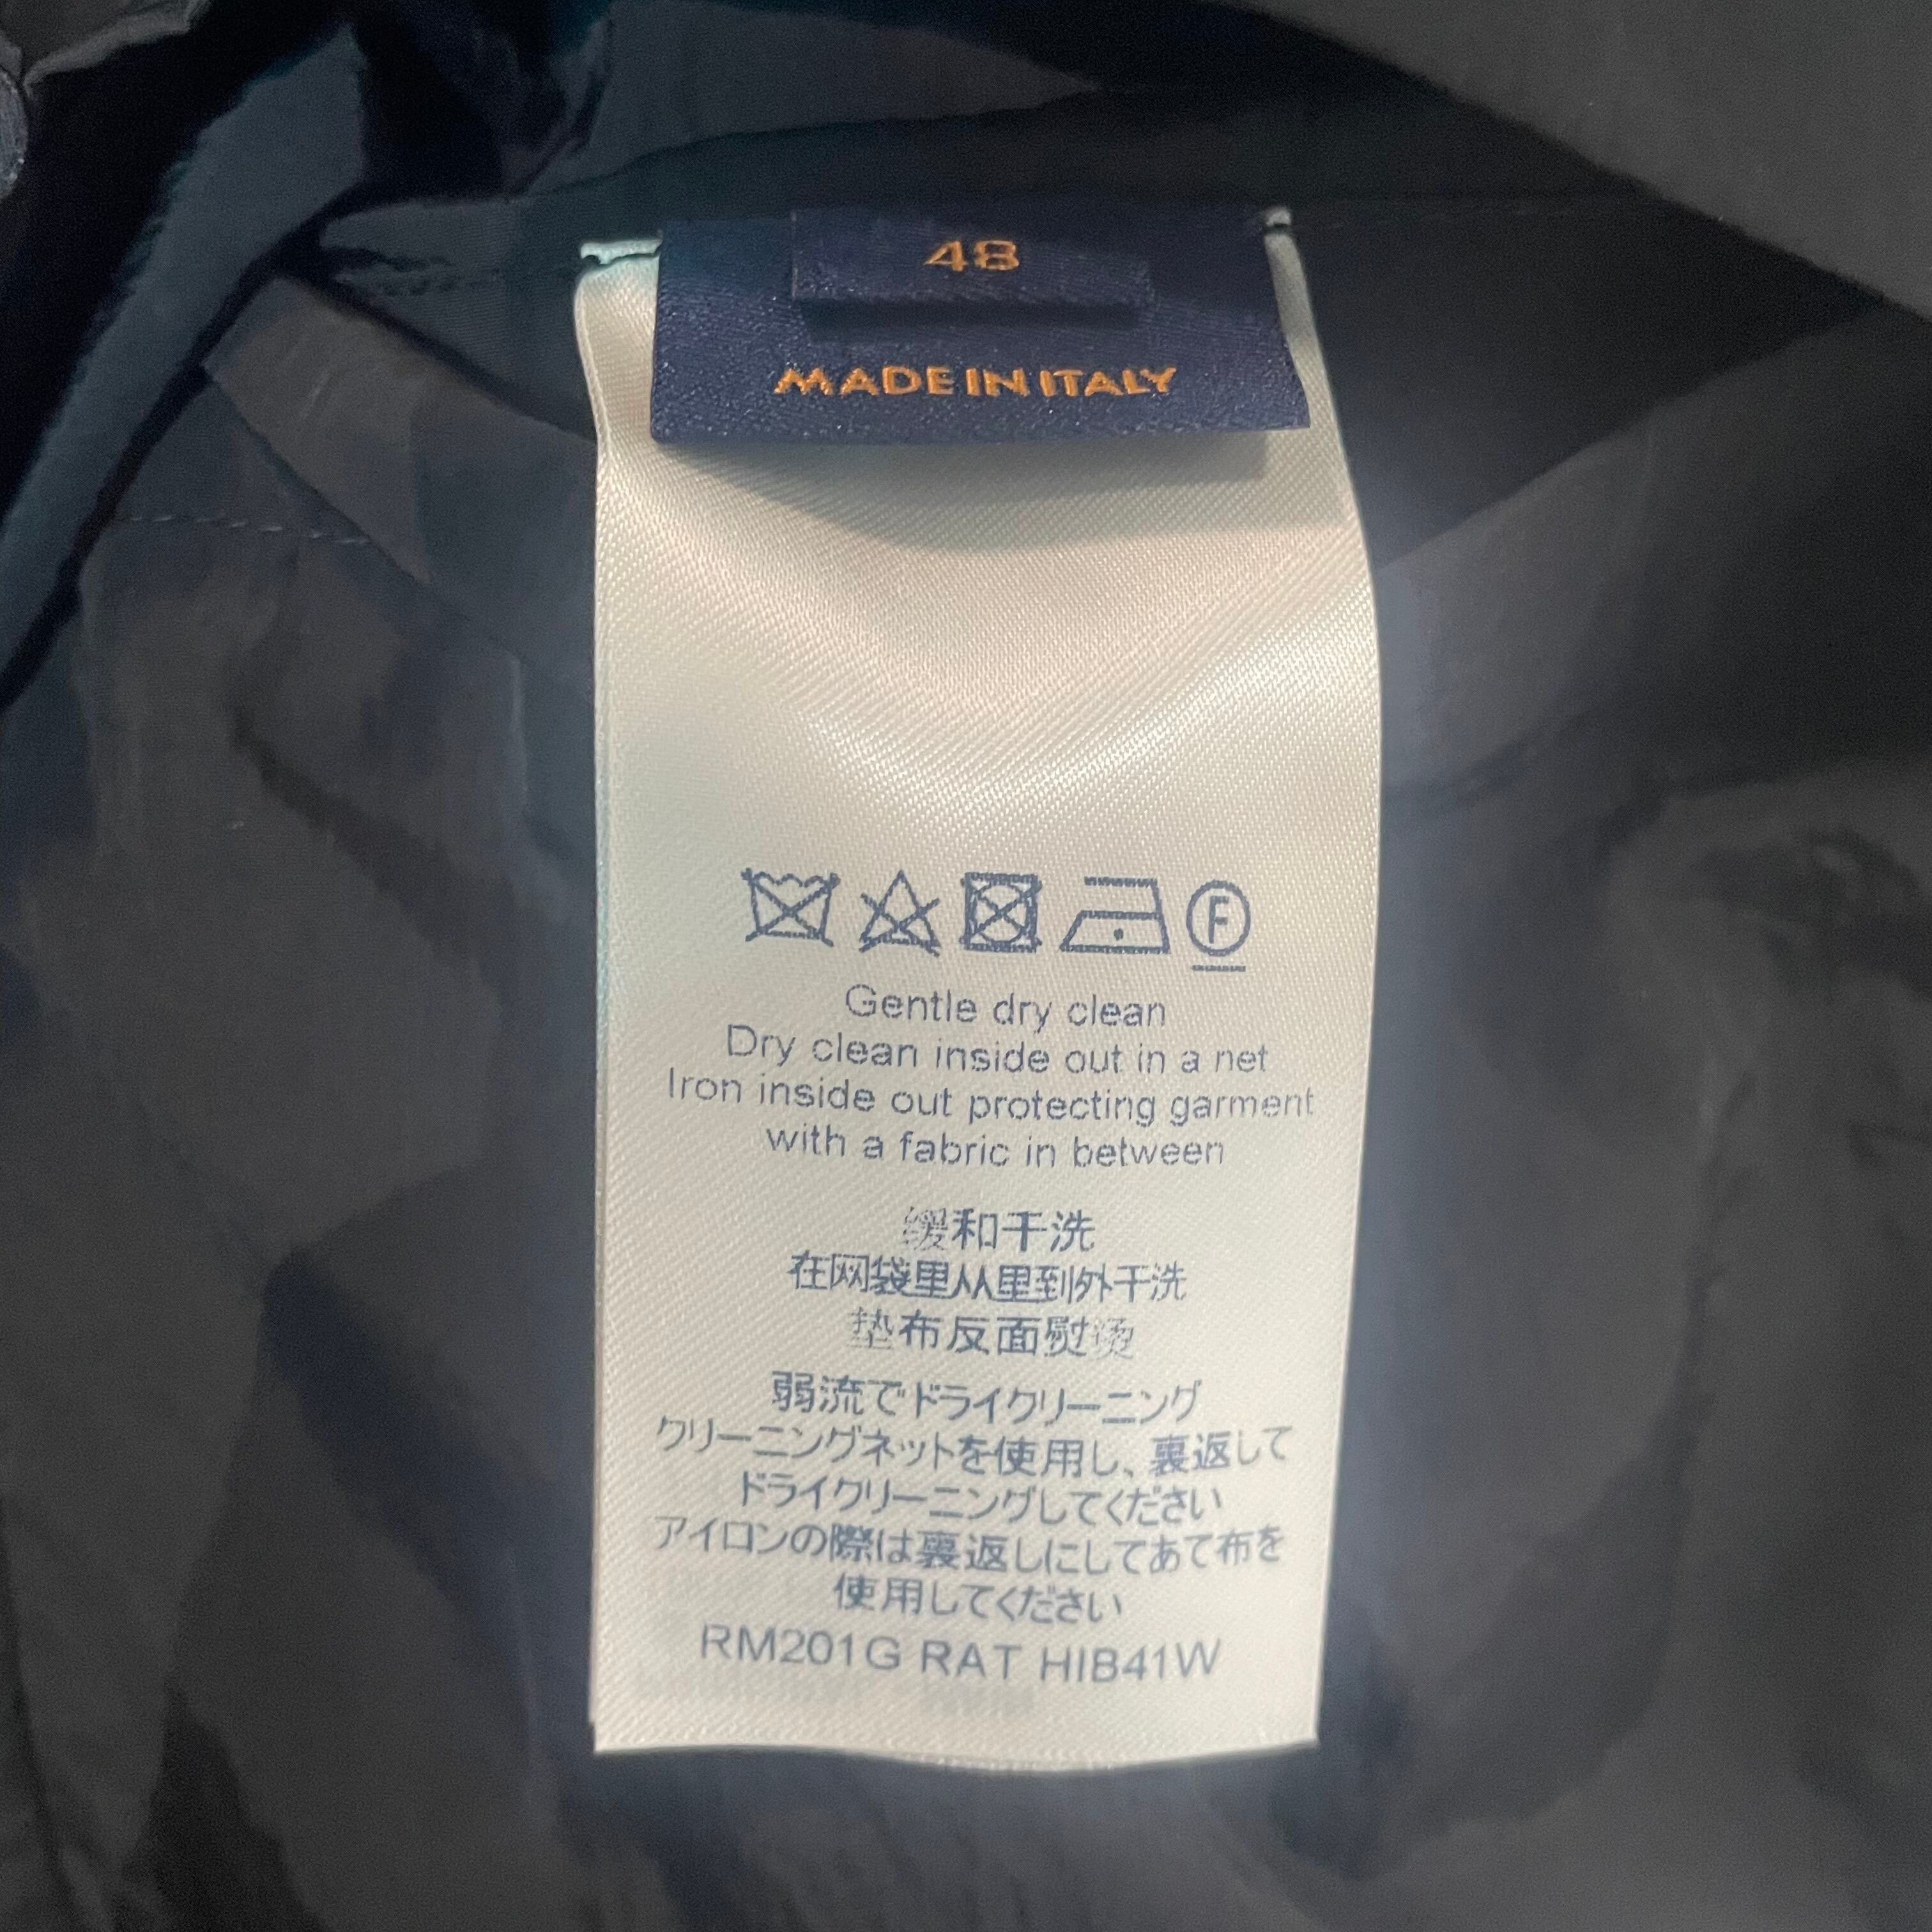 48
MADE IN ITALY
F
Gentle dry clean
Dry clean inside out in a net
Iron inside out protecting garment
with a fabric in between
缓和干洗
在网袋里从里到外干洗
垫布反面熨烫
弱流でドライクリーニング
クリーニングネットを使用し、裏返して
ドライクリーニングしてください
アイロンの際は裏返しにしてあて布を
使用してください
RM201G RAT HIB41W